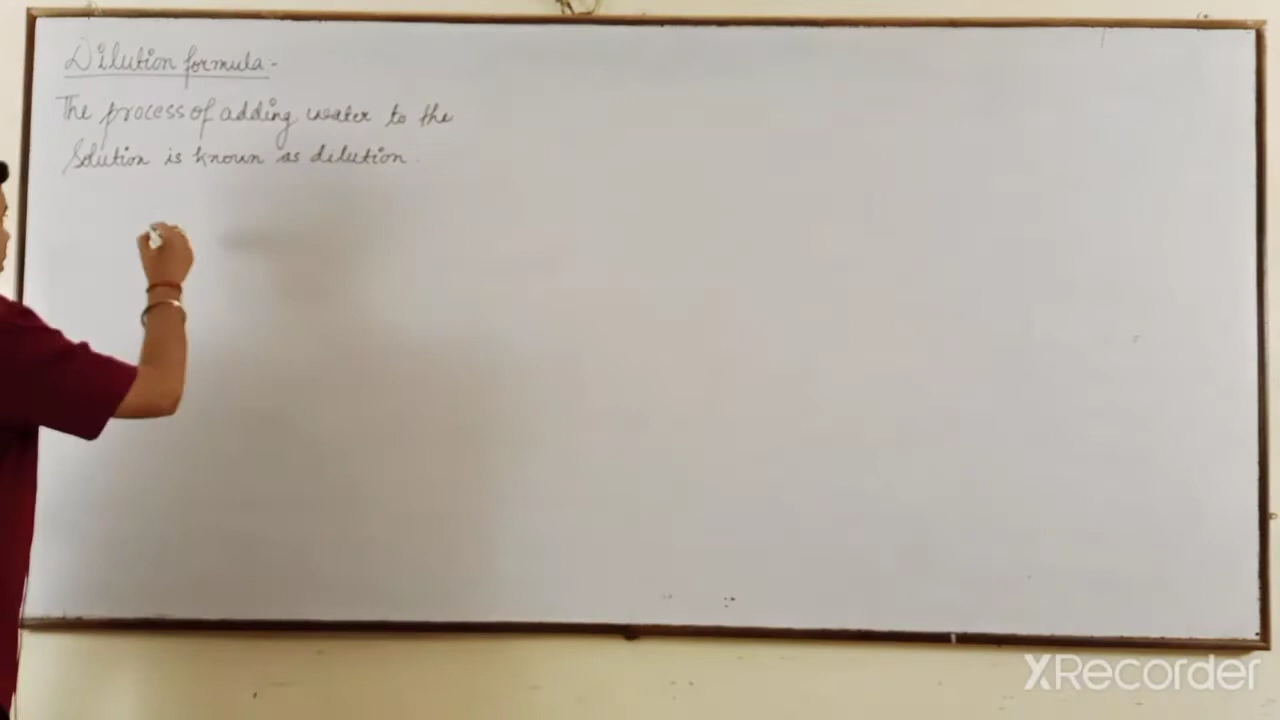 Dilution formula-
The process of adding water to the
Solution is known as dilution.
XRecorder